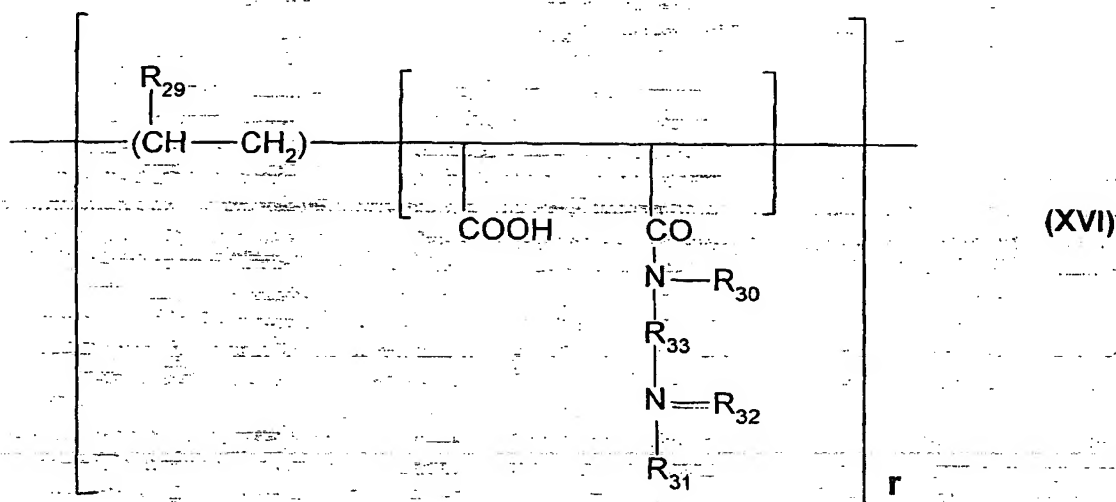 R₂₉
(CH—CH₂)
COOH CO (XVI)
N—R₃₀
R₃₃
N=R₃₂
R₃₁
r